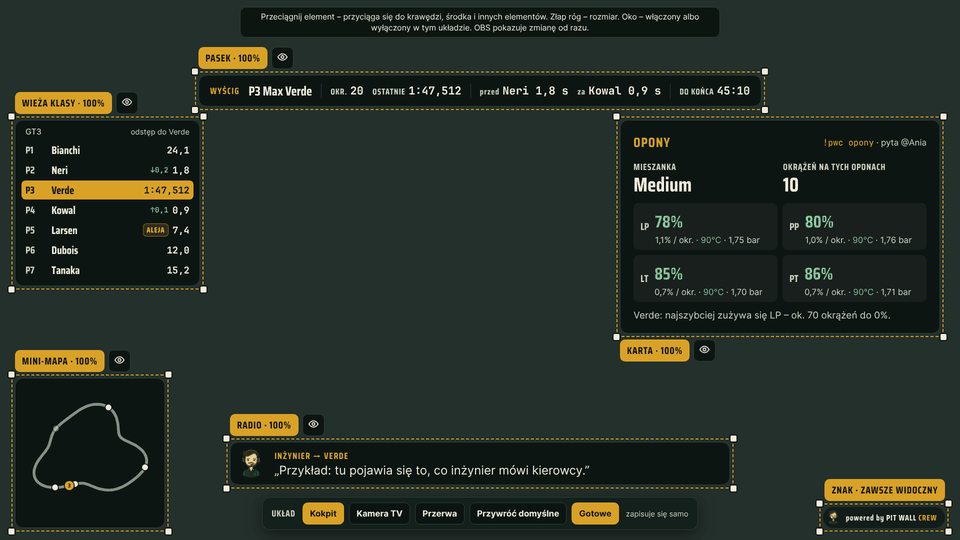 Przeciągnij element – przyciąga się do krawędzi, środka i innych elementów. Złap róg – rozmiar. Oko – włączony albo
wyłączony w tym układzie. OBS pokazuje zmianę od razu.
PASEK · 100%
WYŚCIG P3 Max Verde OKR. 20 OSTATNIE 1:47,512 przed Neri 1,8 s za Kowal 0,9 s DO KOŃCA 45:10
WIEŻA KLASY · 100%
GT3 odstęp do Verde
P1 Bianchi 24,1
P2 Neri ↓0,2 1,8
P3 Verde 1:47,512
P4 Kowal ↑0,1 0,9
P5 Larsen ALEJA 7,4
P6 Dubois 12,0
P7 Tanaka 15,2
OPONY !pwc opony · pyta @Ania
MIESZANKA OKRĄŻEŃ NA TYCH OPONACH
Medium 10
LP 78% PP 80%
1,1% / okr. · 90°C · 1,75 bar 1,0% / okr. · 90°C · 1,76 bar
LT 85% PT 86%
0,7% / okr. · 90°C · 1,70 bar 0,7% / okr. · 90°C · 1,71 bar
Verde: najszybciej zużywa się LP – ok. 70 okrążeń do 0%.
KARTA · 100%
MINI-MAPA · 100%
RADIO · 100%
INŻYNIER — VERDE
„Przykład: tu pojawia się to, co inżynier mówi kierowcy.”
UKŁAD Kokpit Kamera TV Przerwa Przywróć domyślne Gotowe zapisuje się samo
ZNAK · ZAWSZE WIDOCZNY
powered by PIT WALL CREW